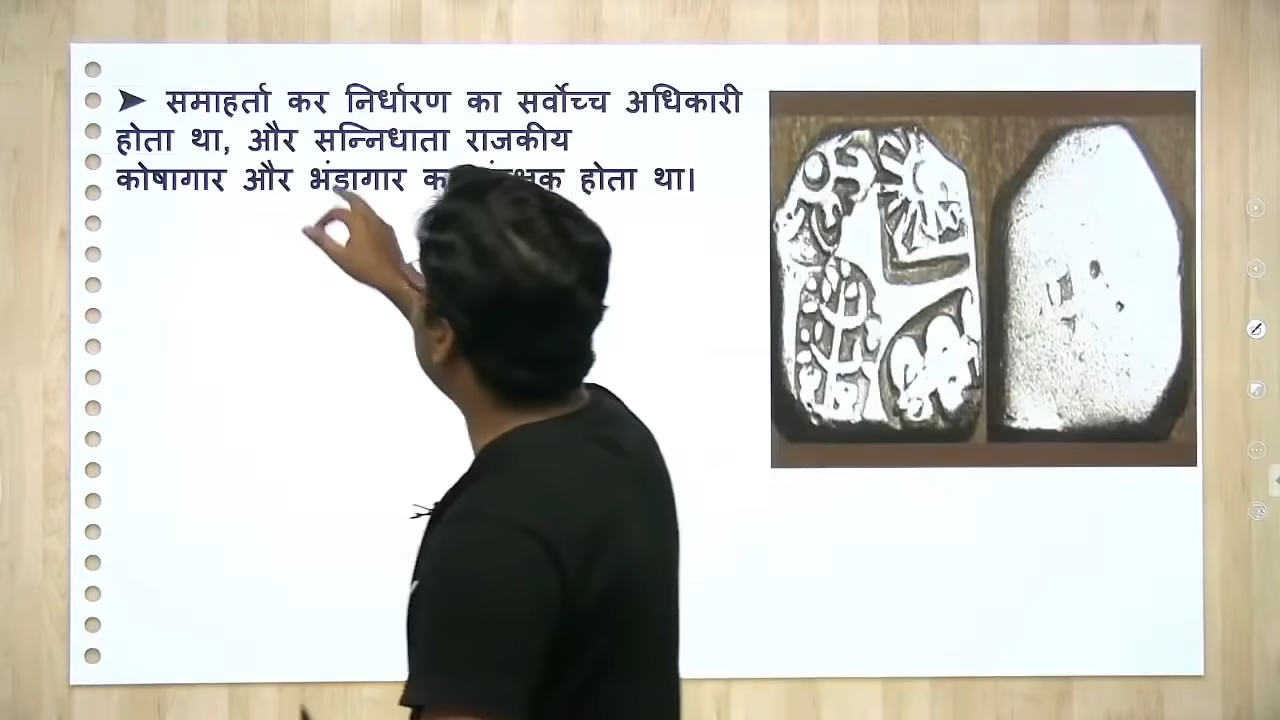 ➤ समाहर्ता कर निर्धारण का सर्वोच्च अधिकारी
होता था, और सन्निधाता राजकीय
कोषागार और भंडागार होता था।